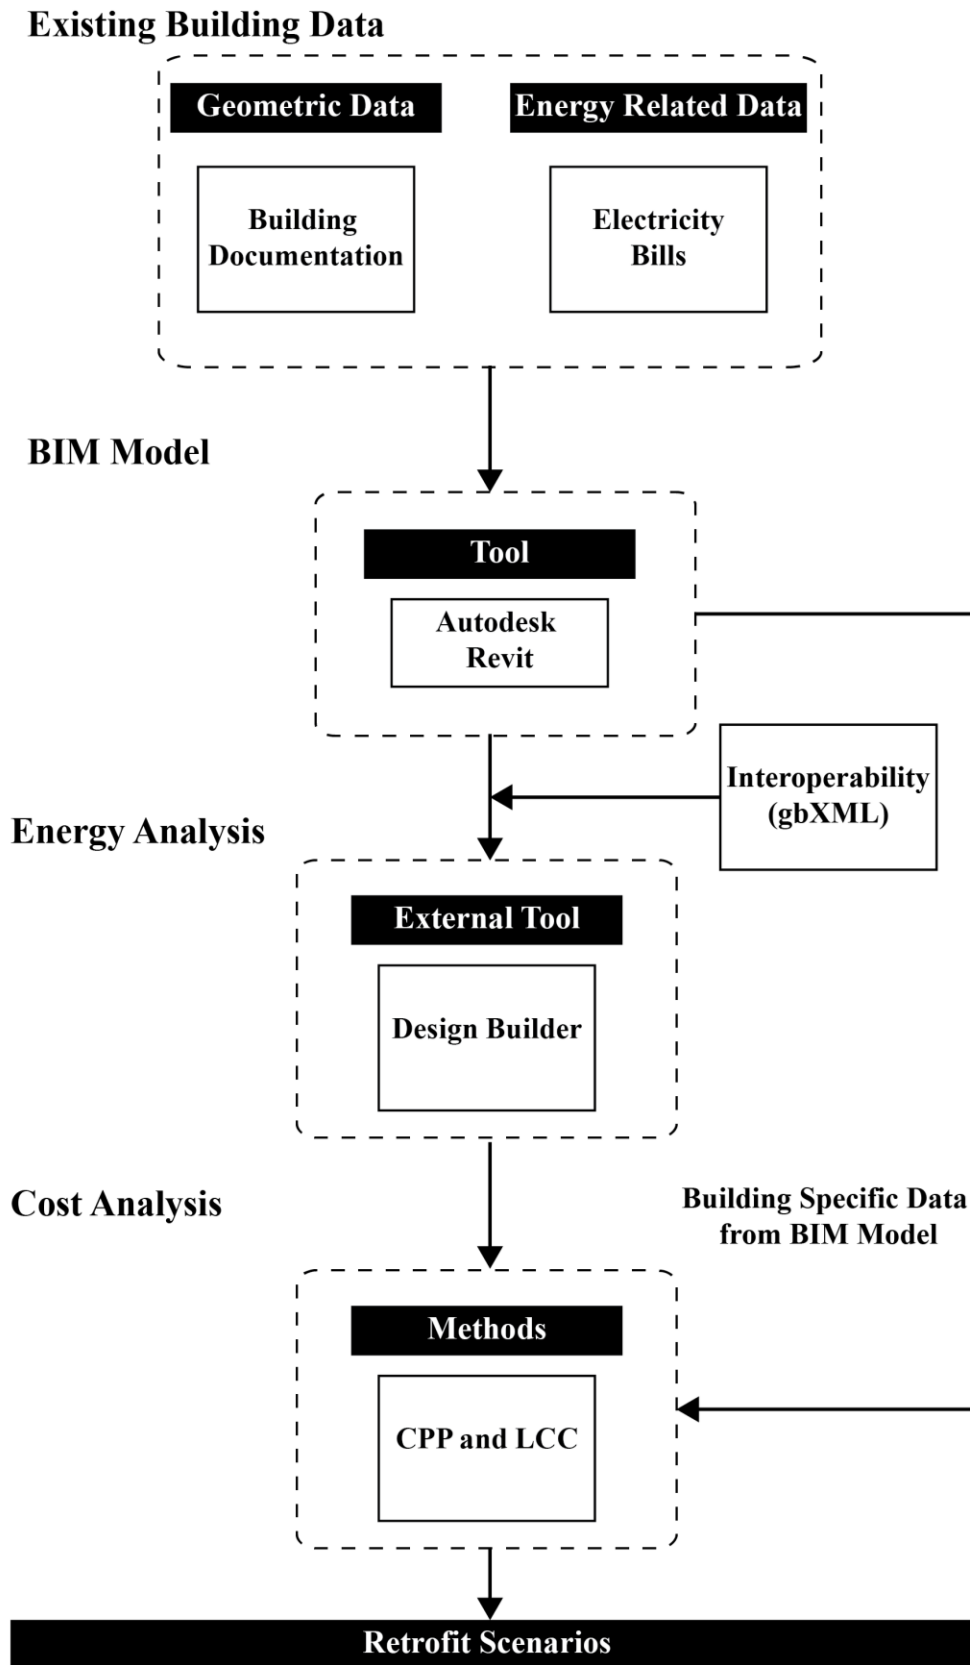 Existing Building Data
Geometric Data
Energy Related Data
Building
Documentation
Electricity
Bills
BIM Model
Tool
Autodesk
Revit
Interoperability
(gbXML)
Energy Analysis
External Tool
Design Builder
Cost Analysis
Building Specific Data
from BIM Model
Methods
CPP and LCC
Retrofit Scenarios